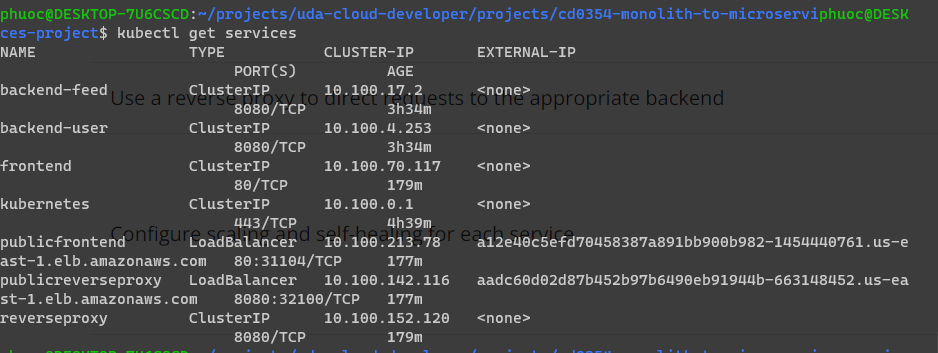 phuoc@DESKTOP-7U6CSCD:~/projects/uda-cloud-developer/projects/cd0354-monolith-to-microserviphuoc@DESK
ces-project$ kubectl get services
NAME TYPE CLUSTER-IP EXTERNAL-IP
PORT(S) AGE
backend-feed ClusterIP 10.100.17.2 <none>
Use a reverse proxy to direct requests to the appropriate backend
8080/TCP 3h34m
backend-user ClusterIP 10.100.4.253 <none>
8080/TCP 3h34m
frontend ClusterIP 10.100.70.117 <none>
80/TCP 179m
kubernetes ClusterIP 10.100.0.1 <none>
443/TCP 4h39m
Configure scaling and self-healing for each service
publicfrontend LoadBalancer 10.100.213.78 a12e40c5efd70458387a891bb900b982-1454440761.us-e
ast-1.elb.amazonaws.com 80:31104/TCP 177m
publicreverseproxy LoadBalancer 10.100.142.116 aadc60d02d87b452b97b6490eb91944b-663148452.us-ea
st-1.elb.amazonaws.com 8080:32100/TCP 177m
reverseproxy ClusterIP 10.100.152.120 <none>
8080/TCP 179m